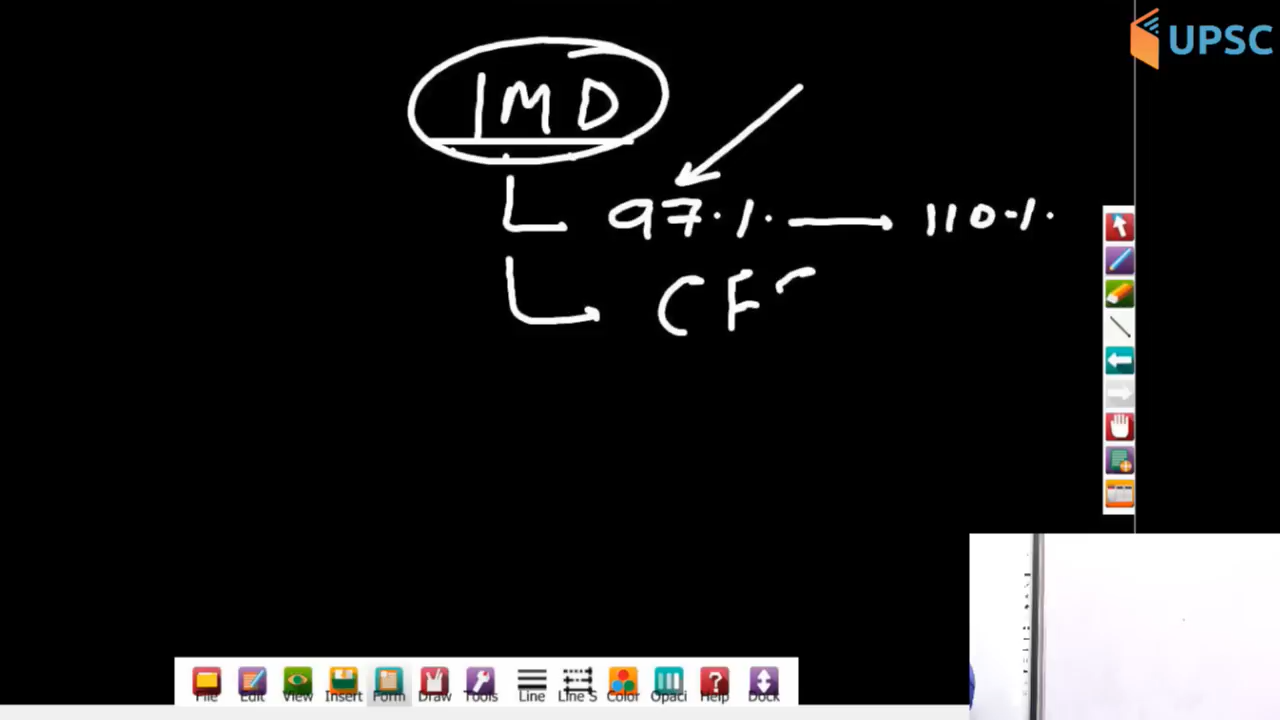 UPSC
IMD
97% → 110%
CF
File Edit View Insert Form Draw Tools Line Line S Color Opaci Help Dock